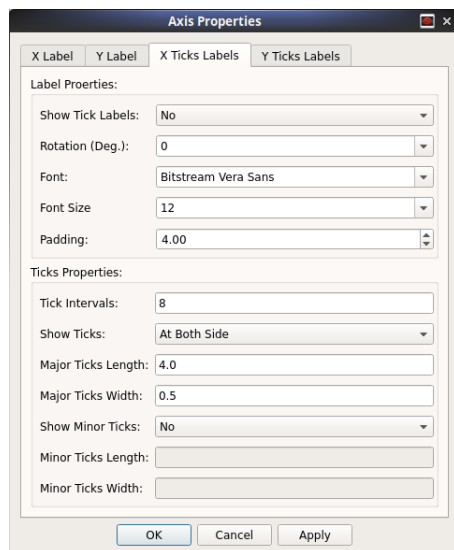 Axis Properties
X Label Y Label X Ticks Labels Y Ticks Labels
Label Proerties:
Show Tick Labels: No
Rotation (Deg.): 0
Font: Bitstream Vera Sans
Font Size 12
Padding: 4.00
Ticks Properties:
Tick Intervals: 8
Show Ticks: At Both Side
Major Ticks Length: 4.0
Major Ticks Width: 0.5
Show Minor Ticks: No
Minor Ticks Length:
Minor Ticks Width:
OK Cancel Apply